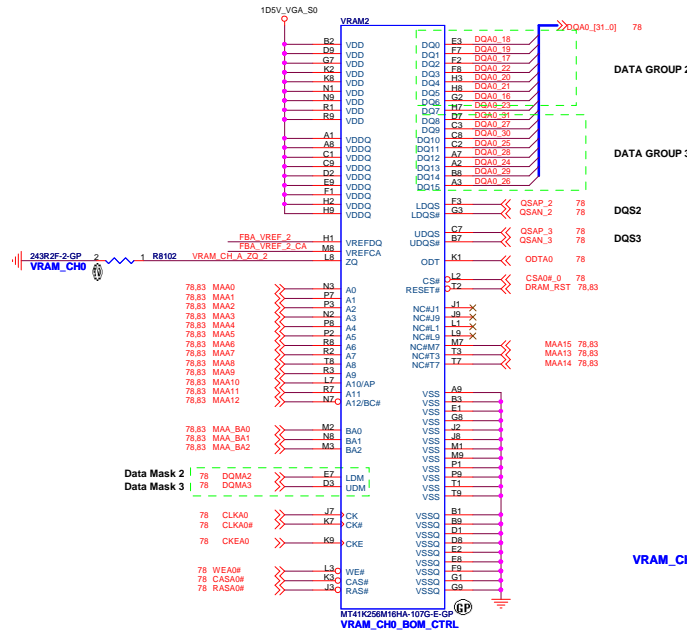 1D5V_VGA_S0
VRAM2
DQA0_[31..0] 78
B2 VDD DQ0 E3 DQA0_18
D9 VDD DQ1 F7 DQA0_19
G7 VDD DQ2 F2 DQA0_17
K2 VDD DQ3 F8 DQA0_22
K8 VDD DQ4 H3 DQA0_20
N1 VDD DQ5 H8 DQA0_21
N9 VDD DQ6 G2 DQA0_16
R1 VDD DQ7 H7 DQA0_23
R9 VDD DQ8 D7 DQA0_31
DATA GROUP 2
DQ9 C3 DQA0_27
A1 VDDQ DQ10 C8 DQA0_30
A8 VDDQ DQ11 C2 DQA0_25
C1 VDDQ DQ12 A7 DQA0_28
C9 VDDQ DQ13 A2 DQA0_24
D2 VDDQ DQ14 B8 DQA0_29
E9 VDDQ DQ15 A3 DQA0_26
DATA GROUP 3
F1 VDDQ
H2 VDDQ LDQS F3 QSAP_2 78
H9 VDDQ LDQS# G3 QSAN_2 78 DQS2
UDQS C7 QSAP_3 78
FBA_VREF_2 H1 VREFDQ UDQS# B7 QSAN_3 78 DQS3
FBA_VREF_2_CA M8 VREFCA
243R2F-2-GP 2 1 R8102 VRAM_CH_A_ZQ_2 L8 ZQ ODT K1 ODTA0 78
VRAM_CH0
CS# L2 CSA0#_0 78
RESET# T2 DRAM_RST 78,83
78,83 MAA0 N3 A0
78,83 MAA1 P7 A1 NC#J1 J1
78,83 MAA2 P3 A2 NC#J9 J9
78,83 MAA3 N2 A3 NC#L1 L1
78,83 MAA4 P8 A4 NC#L9 L9
78,83 MAA5 P2 A5
78,83 MAA6 R8 A6 NC#M7 M7 MAA15 78,83
78,83 MAA7 R2 A7 NC#T3 T3 MAA13 78,83
78,83 MAA8 T8 A8 NC#T7 T7 MAA14 78,83
78,83 MAA9 R3 A9
78,83 MAA10 L7 A10/AP
78,83 MAA11 R7 A11 VSS A9
78,83 MAA12 N7 A12/BC# VSS B3
VSS E1
VSS G8
78,83 MAA_BA0 M2 BA0 VSS J2
78,83 MAA_BA1 N8 BA1 VSS J8
78,83 MAA_BA2 M3 BA2 VSS M1
VSS M9
VSS P1
Data Mask 2 78 DQMA2 E7 LDM VSS P9
Data Mask 3 78 DQMA3 D3 UDM VSS T1
VSS T9
78 CLKA0 J7 CK VSSQ B1
78 CLKA0# K7 CK# VSSQ B9
VSSQ D1
78 CKEA0 K9 CKE VSSQ D8
VSSQ E2
VSSQ E8
78 WEA0# L3 WE# VSSQ F9
78 CASA0# K3 CAS# VSSQ G1
78 RASA0# J3 RAS# VSSQ G9
VRAM_C
MT41K256M16HA-107G-E-GP GP
VRAM_CH0_BOM_CTRL